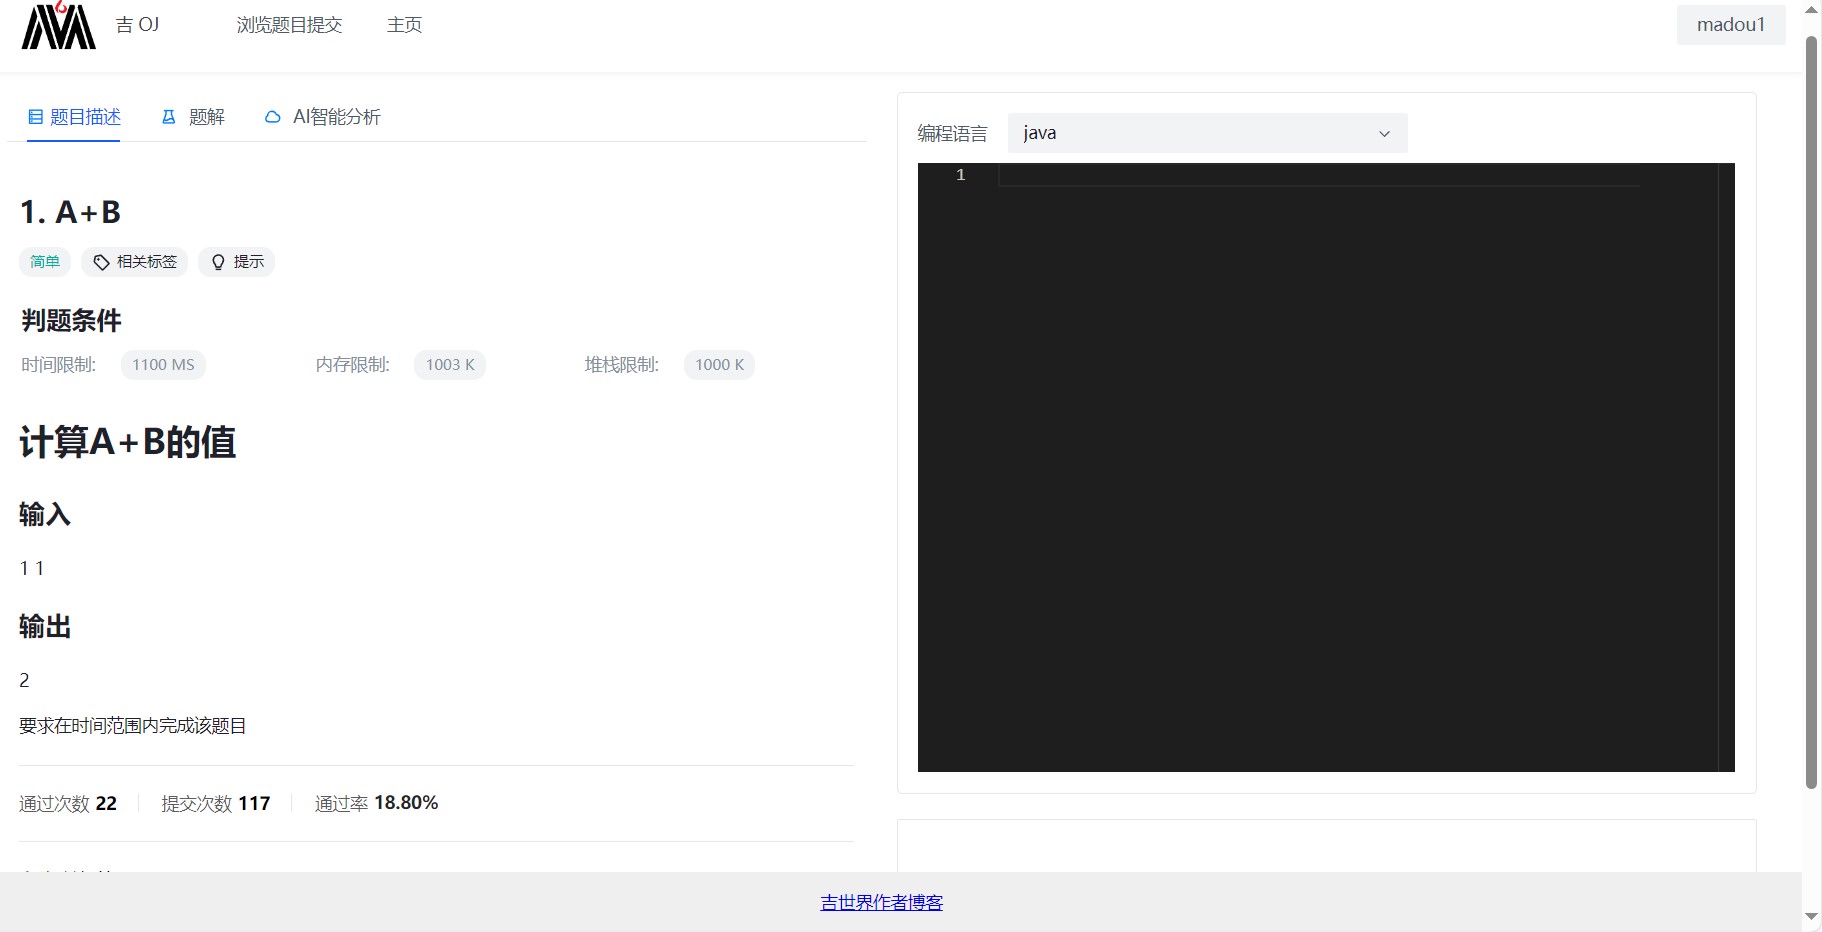 吉 OJ 浏览题目提交 主页 madou1
题目描述 题解 AI智能分析
1. A+B
简单 相关标签 提示
判题条件
时间限制: 1100 MS 内存限制: 1003 K 堆栈限制: 1000 K
计算A+B的值
输入
1 1
输出
2
要求在时间范围内完成该题目
通过次数 22 提交次数 117 通过率 18.80%
编程语言 java
1
吉世界作者博客